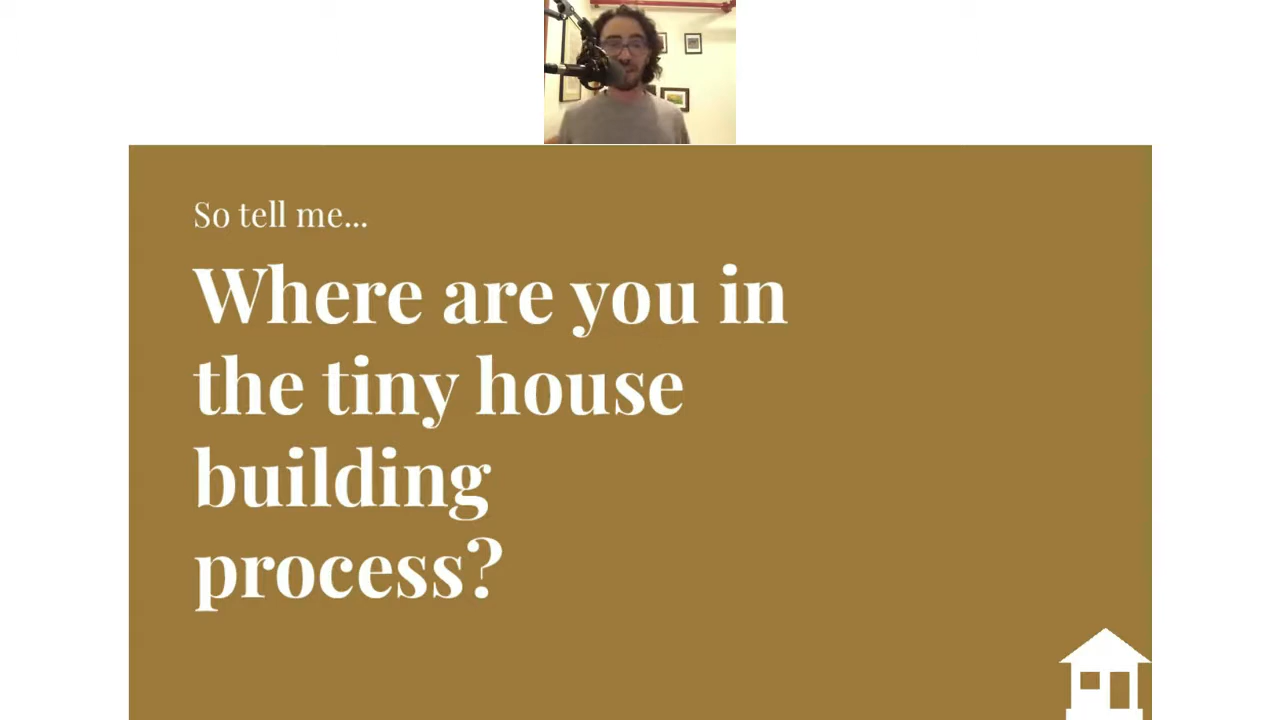 So tell me...
Where are you in
the tiny house
building
process?